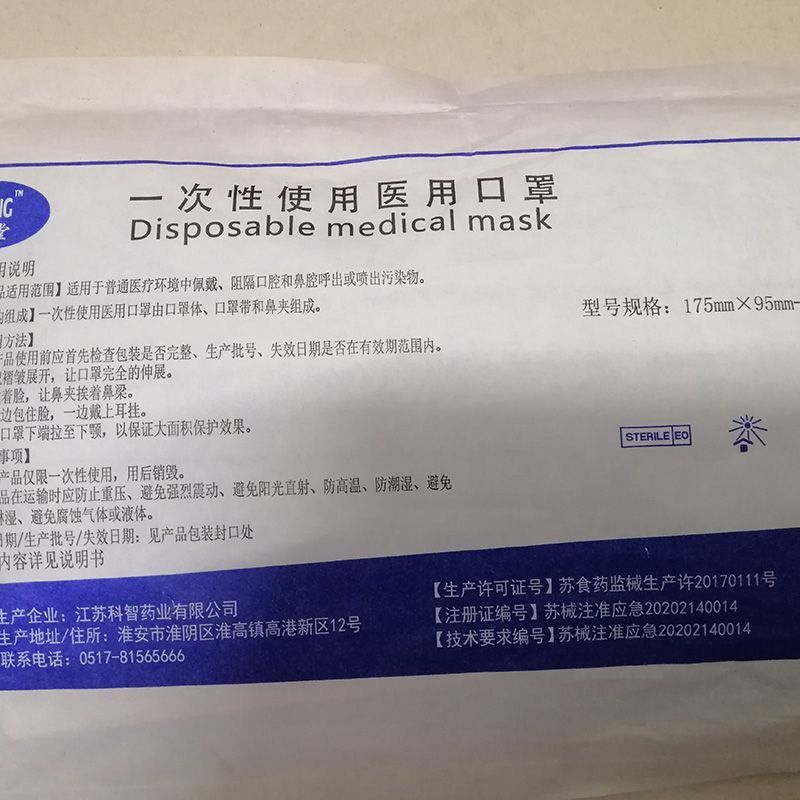 NG™
一次性使用医用口罩
Disposable medical mask
用说明
品适用范围】适用于普通医疗环境中佩戴、阻隔口腔和鼻腔呼出或喷出污染物。
构组成】一次性使用医用口罩由口罩体、口罩带和鼻夹组成。
型号规格：175mm×95mm-
用方法】
产品使用前应首先检查包装是否完整、生产批号、失效日期是否在有效期范围内。
褶皱展开，让口罩完全的伸展。
着脸，让鼻夹挨着鼻梁。
边包住脸，一边戴上耳挂。
口罩下端拉至下颚，以保证大面积保护效果。
STERILE EO
事项】
产品仅限一次性使用，用后销毁。
品在运输时应防止重压、避免强烈震动、避免阳光直射、防高温、防潮湿、避免
淋湿、避免腐蚀气体或液体。
日期/生产批号/失效日期：见产品包装封口处
内容详见说明书
生产企业：江苏科智药业有限公司
生产地址/住所：淮安市淮阴区淮高镇高港新区12号
联系电话：0517-81565666
【生产许可证号】苏食药监械生产许20170111号
【注册证编号】苏械注准应急20202140014
【技术要求编号】苏械注准应急20202140014